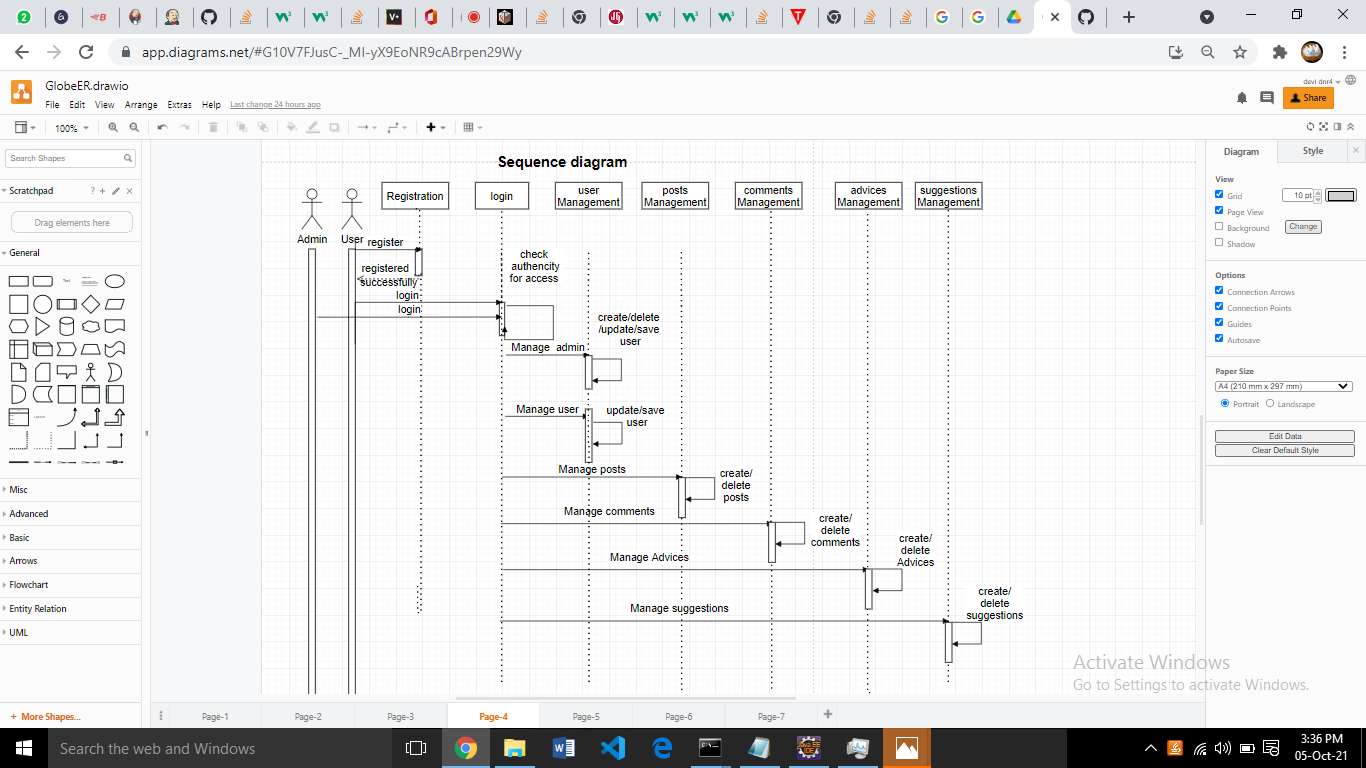 app.diagrams.net/#G10V7FJusC-_MI-yX9EoNR9cABrpen29Wy
GlobeER.drawio
File Edit View Arrange Extras Help Last change 24 hours ago
devi dnr4
Share
100%
Search Shapes
Scratchpad
Drag elements here
General
Text
Misc
Advanced
Basic
Arrows
Flowchart
Entity Relation
UML
+ More Shapes...
Sequence diagram
Admin
User
Registration
login
user
Management
posts
Management
comments
Management
advices
Management
suggestions
Management
register
registered
successfully
login
login
check
authencity
for access
create/delete
/update/save
user
Manage admin
Manage user
update/save
user
Manage posts
create/
delete
posts
Manage comments
create/
delete
comments
Manage Advices
create/
delete
Advices
Manage suggestions
create/
delete
suggestions
Diagram Style
View
Grid 10 pt
Page View
Background Change
Shadow
Options
Connection Arrows
Connection Points
Guides
Autosave
Paper Size
A4 (210 mm x 297 mm)
Portrait Landscape
Edit Data
Clear Default Style
Activate Windows
Go to Settings to activate Windows.
Page-1 Page-2 Page-3 Page-4 Page-5 Page-6 Page-7
Search the web and Windows
3:36 PM
05-Oct-21